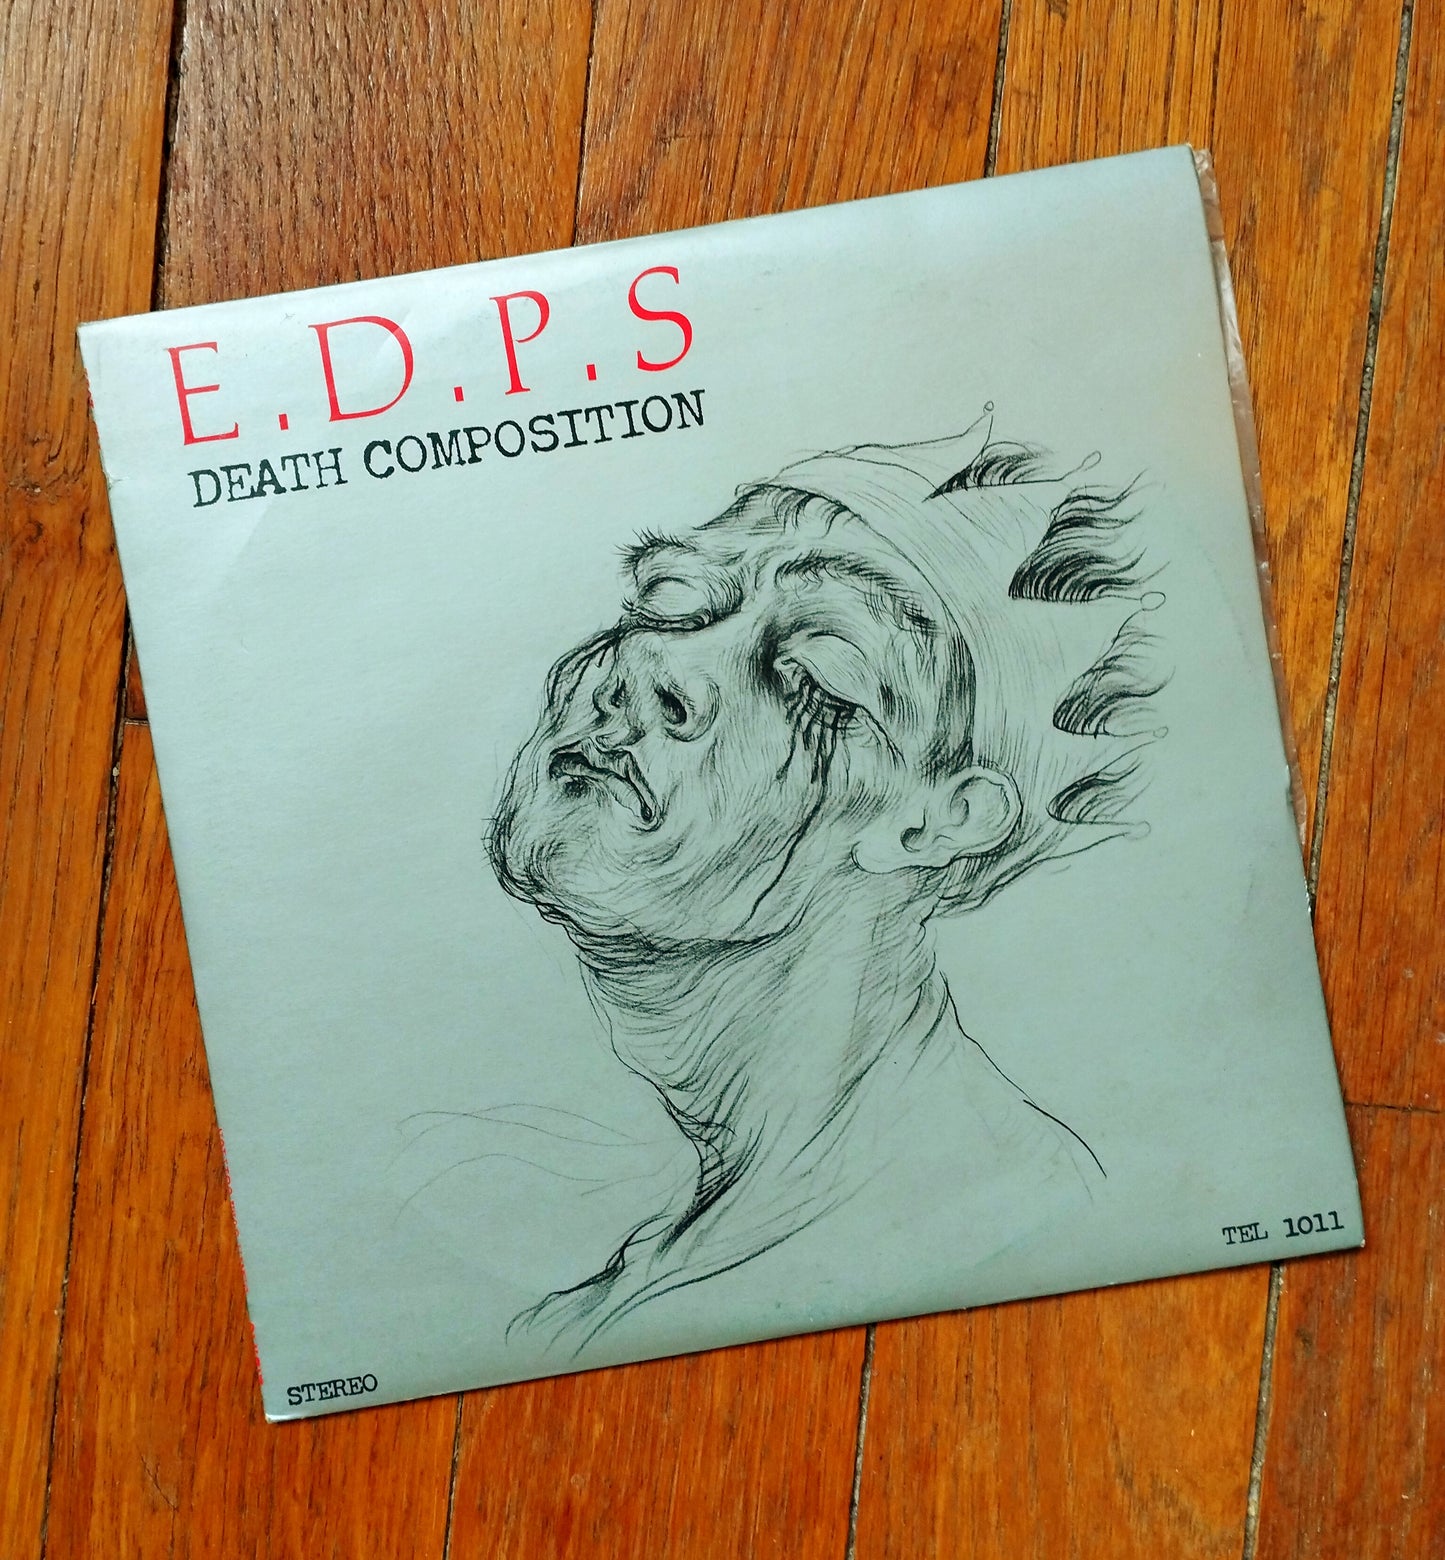 E.D.P.S
DEATH COMPOSITION
TEL 1011
STEREO